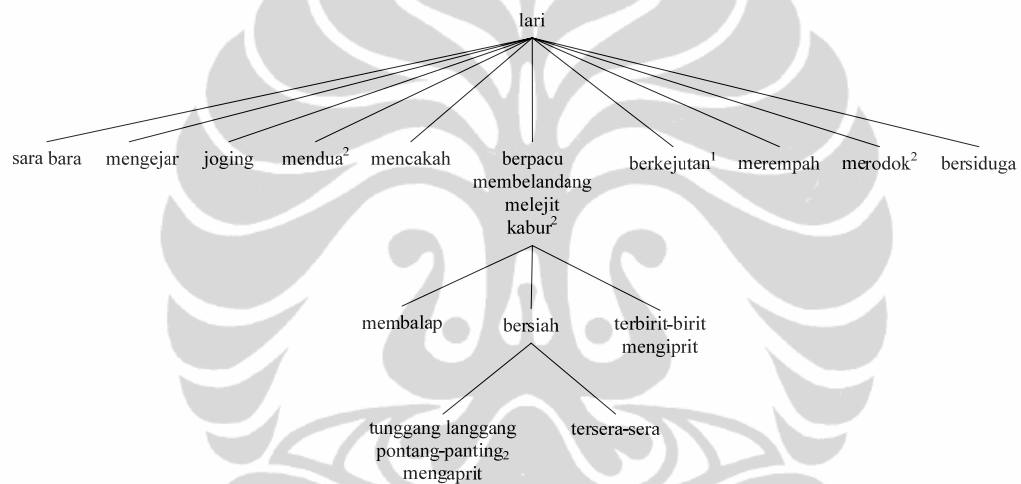 lari
sara bara mengejar joging mendua² mencakah berpacu berkejutan¹ merempah merodok² bersiduga
membelandang
melejit
kabur²
membalap bersiah terbirit-birit
mengiprit
tunggang langgang tersera-sera
pontang-panting₂
mengaprit